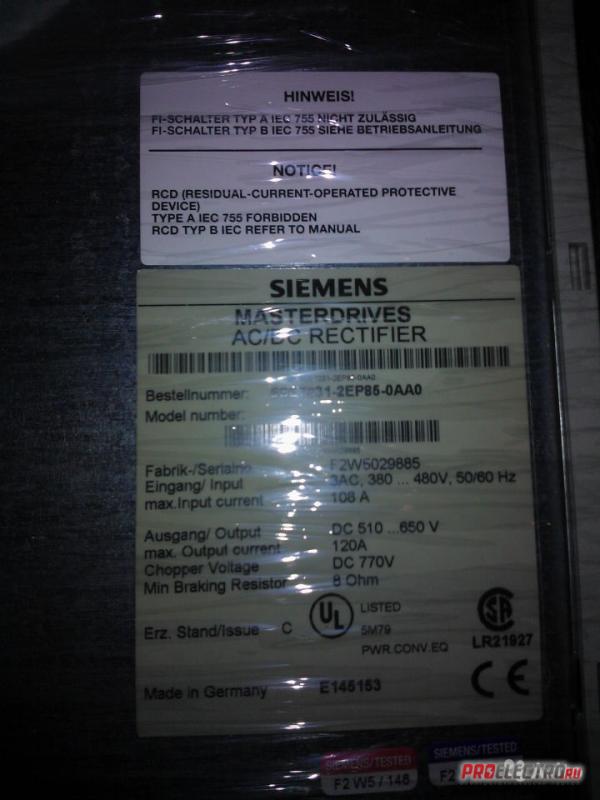 HINWEIS!
FI-SCHALTER TYP A IEC 755 NICHT ZULÄSSIG
FI-SCHALTER TYP B IEC 755 SIEHE BETRIEBSANLEITUNG
NOTICE!
RCD (RESIDUAL-CURRENT-OPERATED PROTECTIVE
DEVICE)
TYPE A IEC 755 FORBIDDEN
RCD TYP B IEC REFER TO MANUAL
SIEMENS
MASTERDRIVES
AC/DC RECTIFIER
Bestellnummer:
Model number:
Fabrik-/Serialno F2W5029885
Eingang/ Input 3AC, 380 ... 480V, 50/60 Hz
max.Input current 108 A
Ausgang/ Output DC 510 ...650 V
max. Output current 120A
Chopper Voltage DC 770V
Min Braking Resistor 8 Ohm
Erz. Stand/Issue C
UL
LISTED
5M79
PWR.CONV.EQ
LR21927
CE
Made in Germany E145153
SIEMENS/TESTED
F2 W5 / 148
SIEMENS/TESTED
F2
PROELECTRO.RU